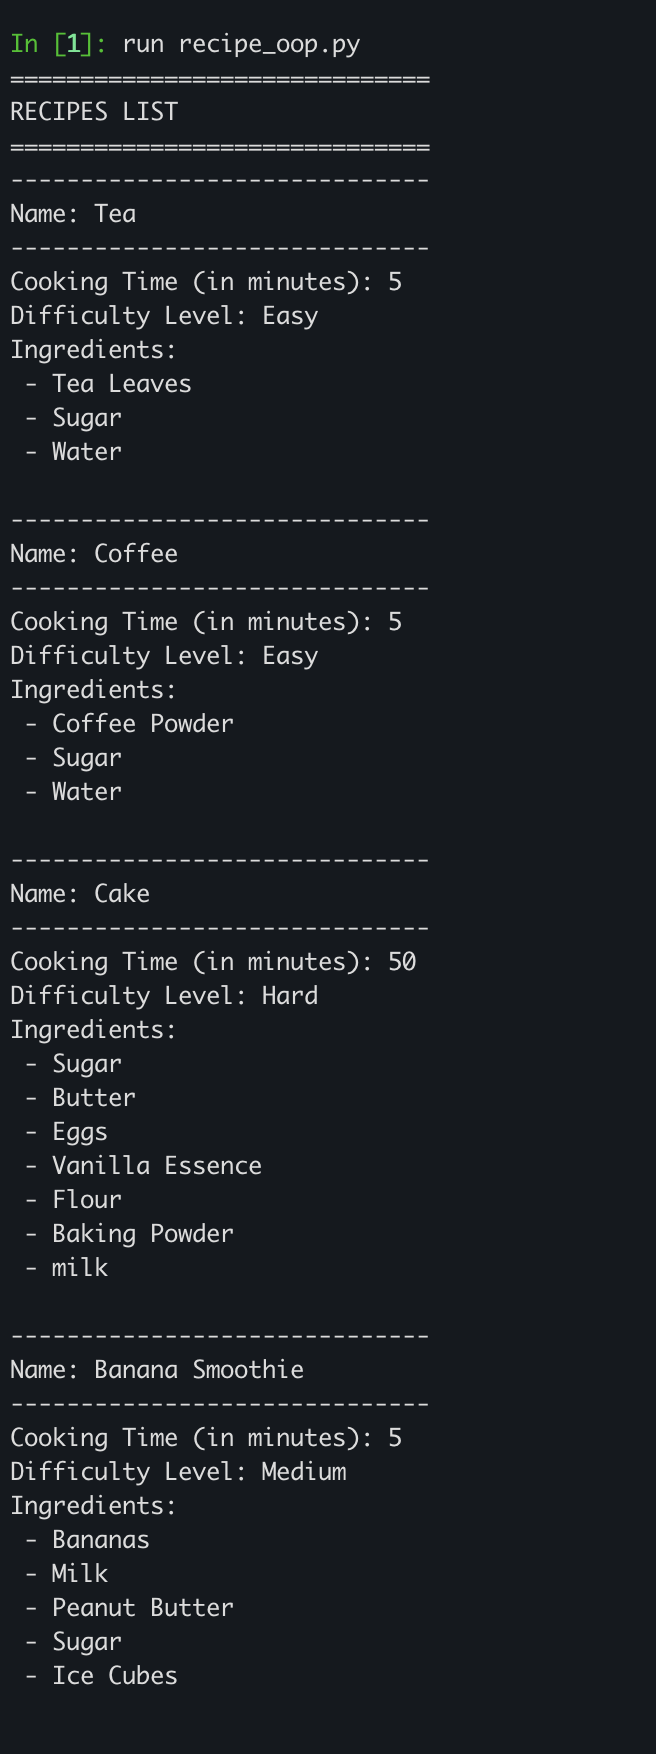 In [1]: run recipe_oop.py
==============================
RECIPES LIST
==============================
------------------------------
Name: Tea
------------------------------
Cooking Time (in minutes): 5
Difficulty Level: Easy
Ingredients:
 - Tea Leaves
 - Sugar
 - Water

------------------------------
Name: Coffee
------------------------------
Cooking Time (in minutes): 5
Difficulty Level: Easy
Ingredients:
 - Coffee Powder
 - Sugar
 - Water

------------------------------
Name: Cake
------------------------------
Cooking Time (in minutes): 50
Difficulty Level: Hard
Ingredients:
 - Sugar
 - Butter
 - Eggs
 - Vanilla Essence
 - Flour
 - Baking Powder
 - milk

------------------------------
Name: Banana Smoothie
------------------------------
Cooking Time (in minutes): 5
Difficulty Level: Medium
Ingredients:
 - Bananas
 - Milk
 - Peanut Butter
 - Sugar
 - Ice Cubes